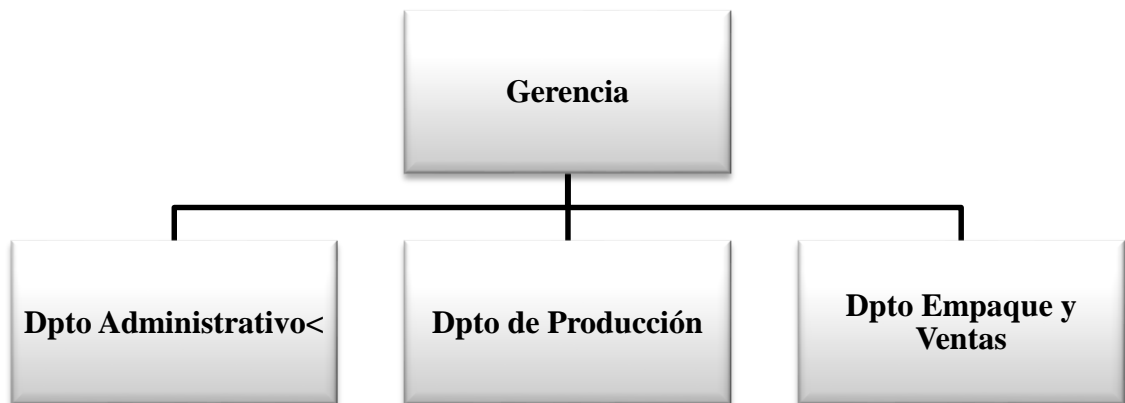 Gerencia
Dpto Administrativo<
Dpto de Producción
Dpto Empaque y
Ventas